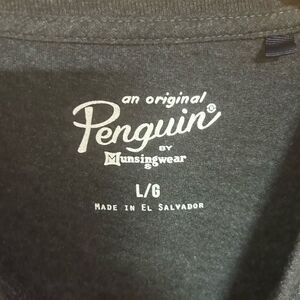 an original
Penguin®
BY
Munsingwear
®
L/G
MADE IN EL SALVADOR